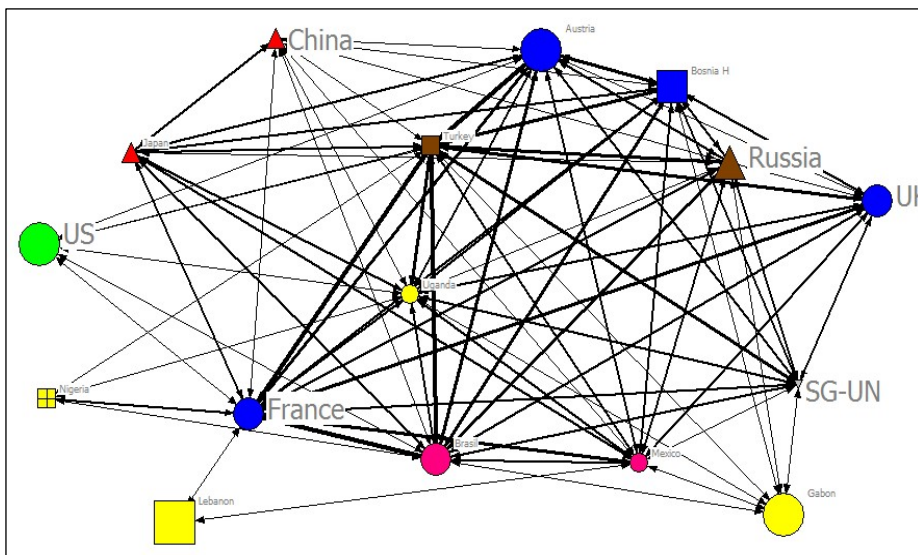 China
Austria
Bosnia H
Japan
Turkey
Russia
UK
US
Uganda
Nigeria
France
SG-UN
Brasil
Mexico
Lebanon
Gabon